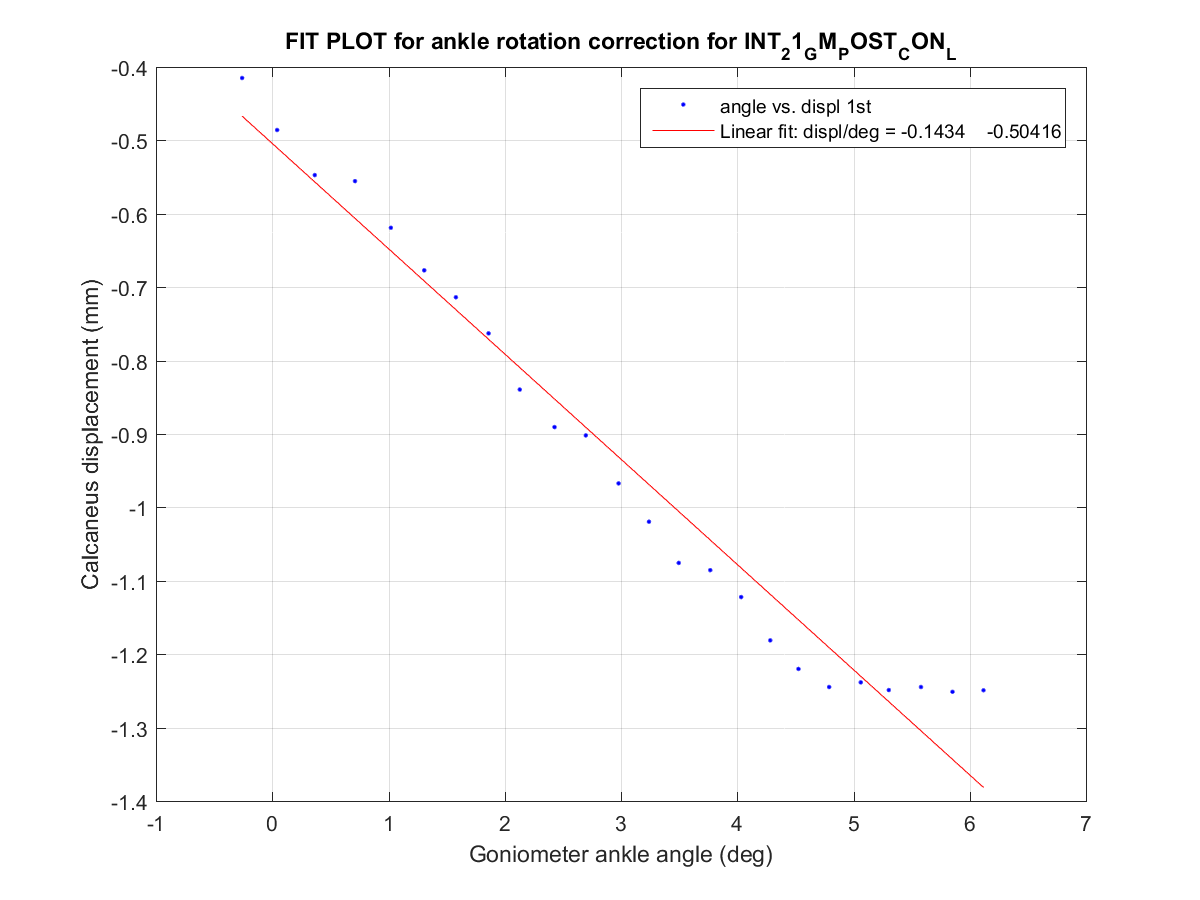 FIT PLOT for ankle rotation correction for INT₂1_GM_POST_CON_L
-0.4
angle vs. displ 1st
Linear fit: displ/deg = -0.1434 -0.50416
-0.5
-0.6
-0.7
-0.8
-0.9
-1
-1.1
-1.2
-1.3
-1.4
Calcaneus displacement (mm)
-1 0 1 2 3 4 5 6 7
Goniometer ankle angle (deg)